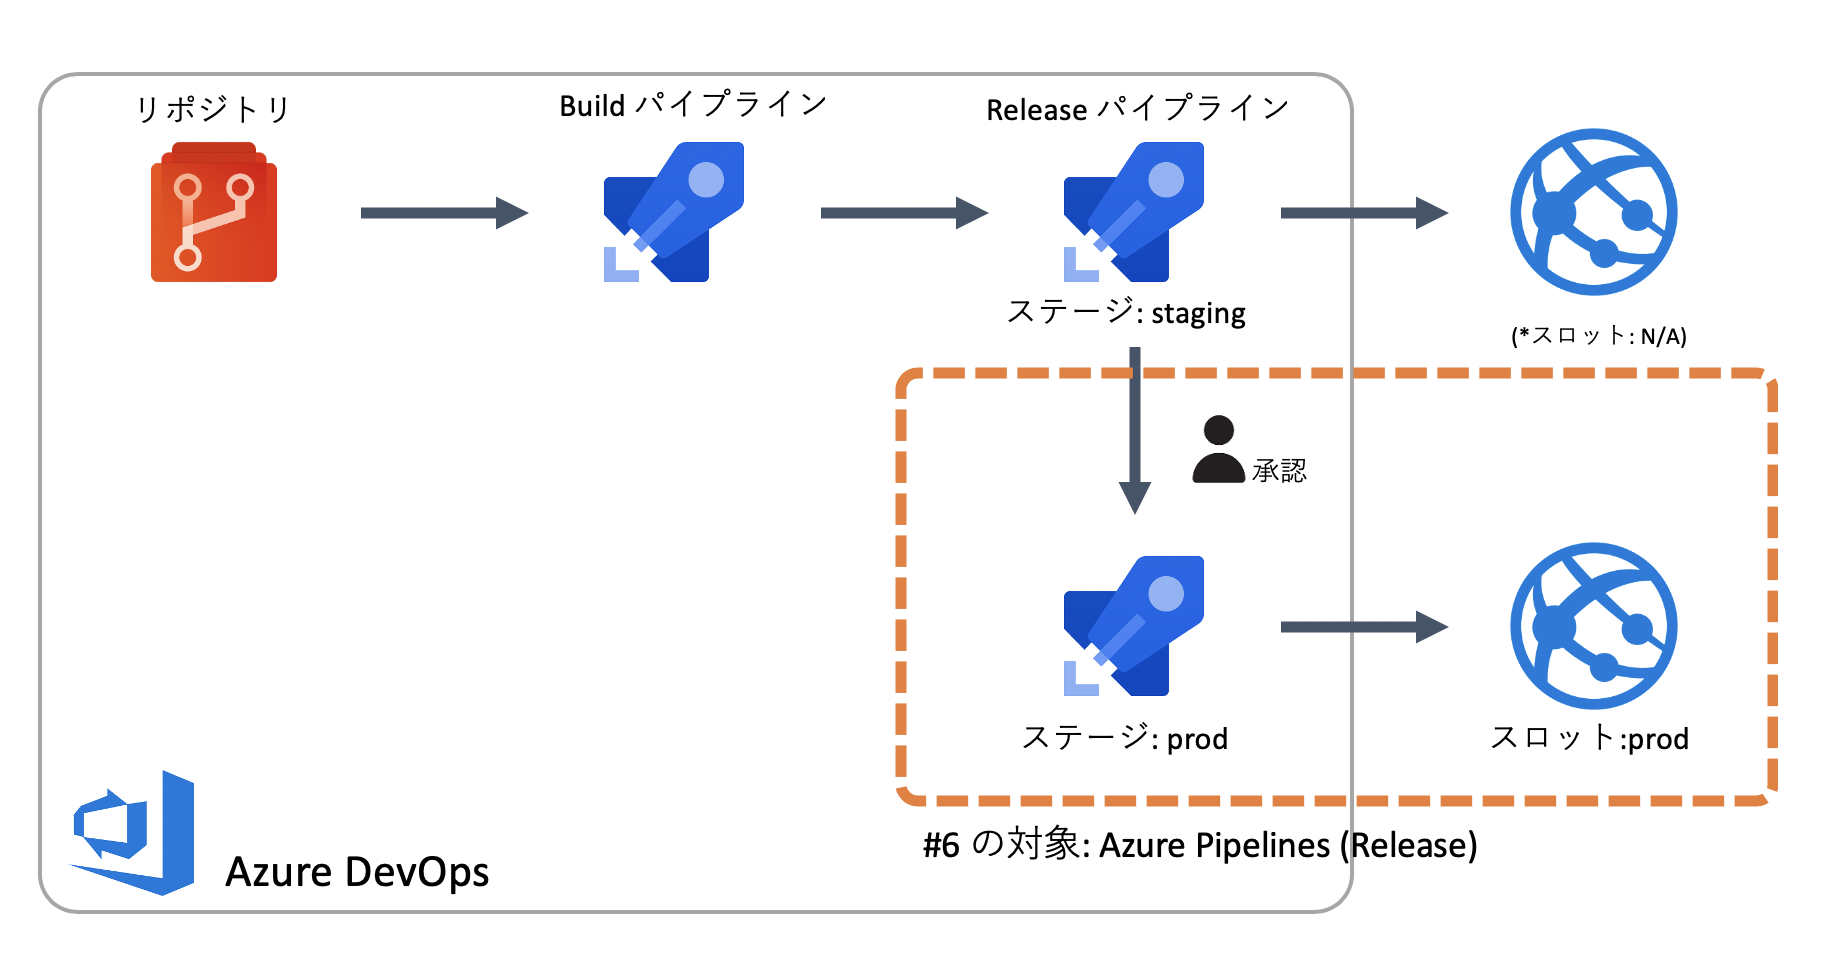 リポジトリ
Build パイプライン
Release パイプライン
ステージ: staging
(*スロット: N/A)
承認
ステージ: prod
スロット:prod
#6 の対象: Azure Pipelines (Release)
Azure DevOps